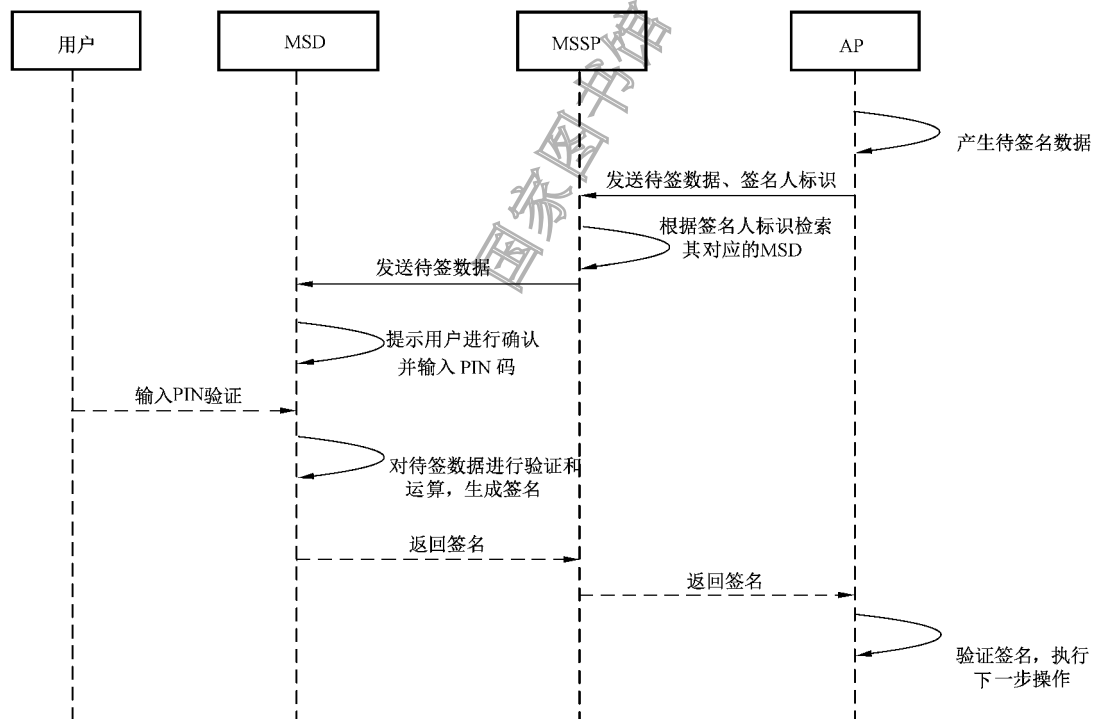 用户
MSD
MSSP
AP
产生待签名数据
发送待签数据、签名人标识
根据签名人标识检索
其对应的MSD
发送待签数据
提示用户进行确认
并输入 PIN 码
输入PIN验证
对待签数据进行验证和
运算，生成签名
返回签名
返回签名
验证签名，执行
下一步操作
国家图书馆